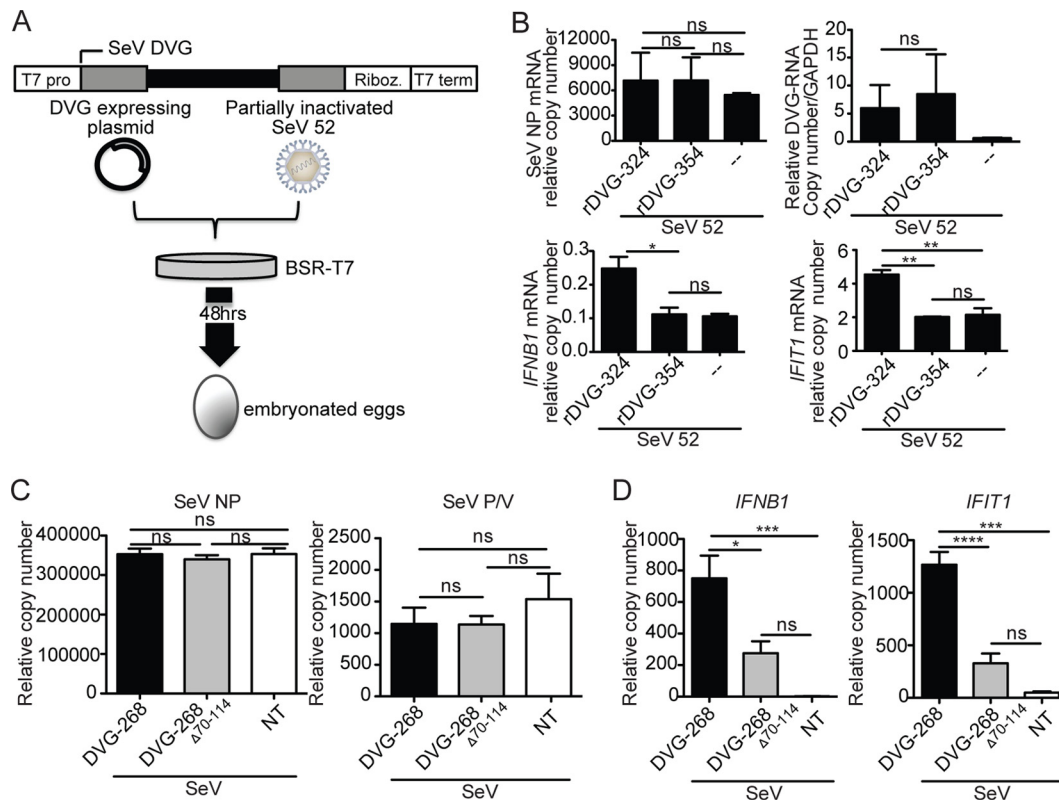 A
SeV DVG
T7 pro
Riboz.
T7 term
DVG expressing
plasmid
Partially inactivated
SeV 52
BSR-T7
48hrs
embryonated eggs
B
SeV NP mRNA
relative copy number
12000
9000
6000
3000
0
ns
ns
ns
rDVG-324
rDVG-354
--
SeV 52
Relative DVG-RNA
Copy number/GAPDH
20
15
10
5
0
ns
rDVG-324
rDVG-354
--
SeV 52
IFNB1 mRNA
relative copy number
0.3
0.2
0.1
0.0
*
ns
rDVG-324
rDVG-354
--
SeV 52
IFIT1 mRNA
relative copy number
6
4
2
0
**
**
ns
rDVG-324
rDVG-354
--
SeV 52
C
SeV NP
Relative copy number
400000
300000
200000
100000
0
ns
ns
ns
DVG-268
DVG-268
Δ70-114
NT
SeV
SeV P/V
Relative copy number
2500
2000
1500
1000
500
0
ns
ns
ns
DVG-268
DVG-268
Δ70-114
NT
SeV
D
IFNB1
Relative copy number
1000
800
600
400
200
0
***
*
ns
DVG-268
DVG-268
Δ70-114
NT
SeV
IFIT1
Relative copy number
1500
1000
500
0
***
****
ns
DVG-268
DVG-268
Δ70-114
NT
SeV